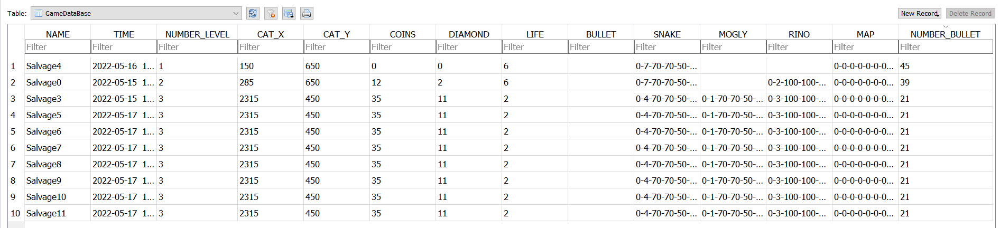 Table: GameDataBase New Record Delete Record
NAME TIME NUMBER_LEVEL CAT_X CAT_Y COINS DIAMOND LIFE BULLET SNAKE MOGLY RINO MAP NUMBER_BULLET
Filter Filter Filter Filter Filter Filter Filter Filter Filter Filter Filter Filter Filter Filter
1 Salvage4 2022-05-16 1... 1 150 650 0 0 6 0-7-70-70-50-... 0-0-0-0-0-0-0... 45
2 Salvage0 2022-05-15 1... 2 285 650 12 2 6 0-7-70-70-50-... 0-2-100-100-... 0-0-0-0-0-0-0... 39
3 Salvage3 2022-05-15 1... 3 2315 450 35 11 2 0-4-70-70-50-... 0-1-70-70-50-... 0-3-100-100-... 0-0-0-0-0-0-0... 21
4 Salvage5 2022-05-17 1... 3 2315 450 35 11 2 0-4-70-70-50-... 0-1-70-70-50-... 0-3-100-100-... 0-0-0-0-0-0-0... 21
5 Salvage6 2022-05-17 1... 3 2315 450 35 11 2 0-4-70-70-50-... 0-1-70-70-50-... 0-3-100-100-... 0-0-0-0-0-0-0... 21
6 Salvage7 2022-05-17 1... 3 2315 450 35 11 2 0-4-70-70-50-... 0-1-70-70-50-... 0-3-100-100-... 0-0-0-0-0-0-0... 21
7 Salvage8 2022-05-17 1... 3 2315 450 35 11 2 0-4-70-70-50-... 0-1-70-70-50-... 0-3-100-100-... 0-0-0-0-0-0-0... 21
8 Salvage9 2022-05-17 1... 3 2315 450 35 11 2 0-4-70-70-50-... 0-1-70-70-50-... 0-3-100-100-... 0-0-0-0-0-0-0... 21
9 Salvage10 2022-05-17 1... 3 2315 450 35 11 2 0-4-70-70-50-... 0-1-70-70-50-... 0-3-100-100-... 0-0-0-0-0-0-0... 21
10 Salvage11 2022-05-17 1... 3 2315 450 35 11 2 0-4-70-70-50-... 0-1-70-70-50-... 0-3-100-100-... 0-0-0-0-0-0-0... 21